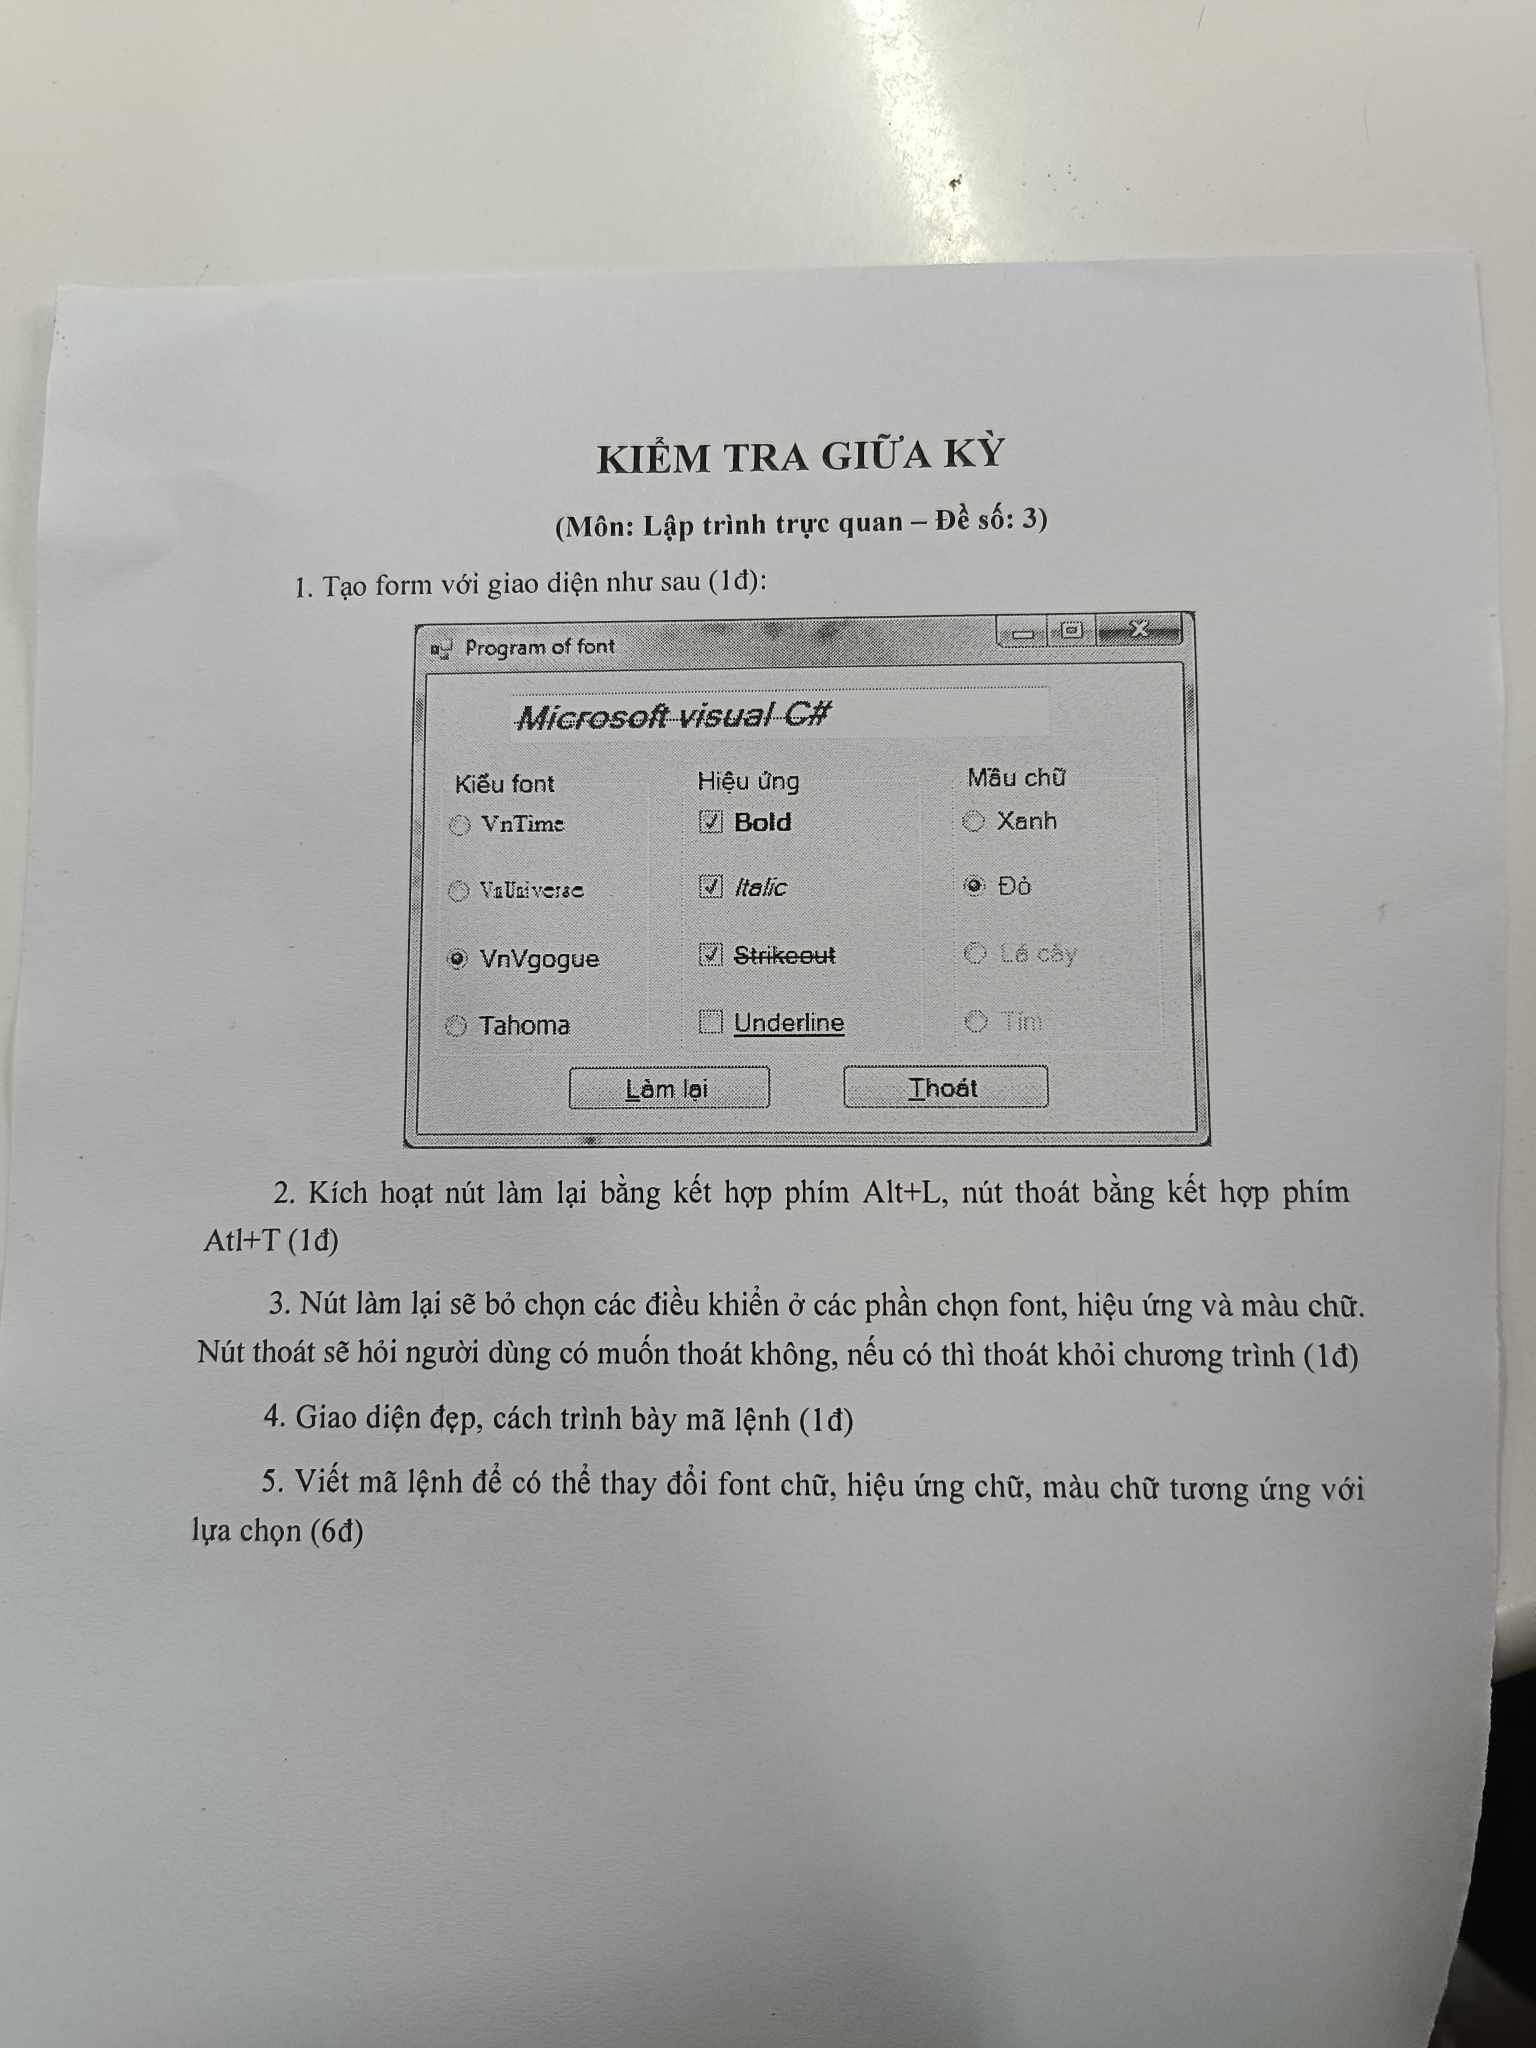 KIỂM TRA GIỮA KỲ
(Môn: Lập trình trực quan – Đề số: 3)
1. Tạo form với giao diện như sau (1đ):
Program of font
Microsoft visual C#
Kiểu font Hiệu ứng Mầu chữ
VnTime Bold Xanh
VnUniverse Italic Đỏ
VnVgogue Strikeout Lá cây
Tahoma Underline Tím
Làm lại Thoát
2. Kích hoạt nút làm lại bằng kết hợp phím Alt+L, nút thoát bằng kết hợp phím
Atl+T (1đ)
3. Nút làm lại sẽ bỏ chọn các điều khiển ở các phần chọn font, hiệu ứng và màu chữ.
Nút thoát sẽ hỏi người dùng có muốn thoát không, nếu có thì thoát khỏi chương trình (1đ)
4. Giao diện đẹp, cách trình bày mã lệnh (1đ)
5. Viết mã lệnh để có thể thay đổi font chữ, hiệu ứng chữ, màu chữ tương ứng với
lựa chọn (6đ)